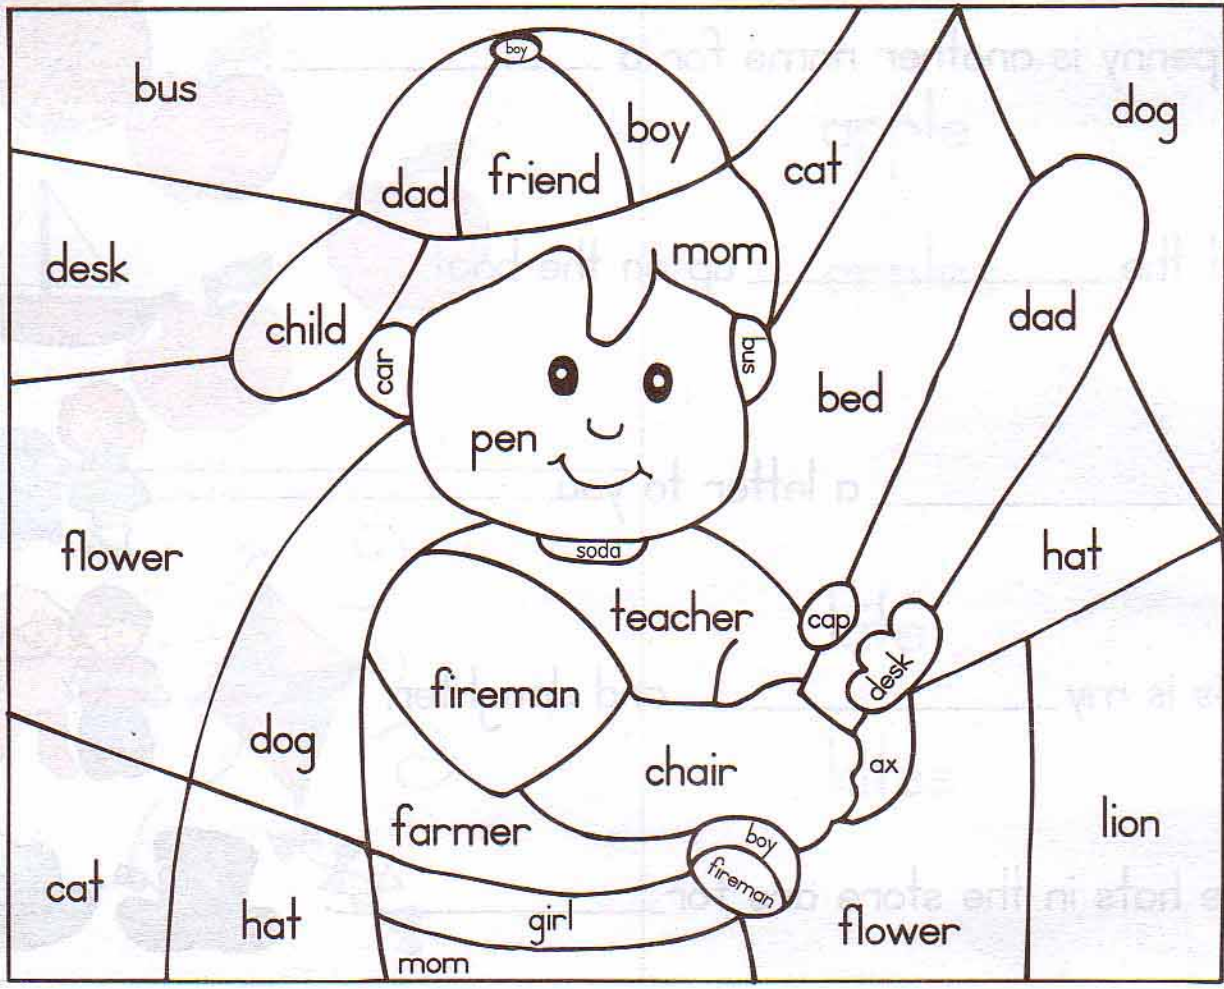 boy
bus
dog
boy
cat
friend
dad
mom
desk
dad
child
car
bus
bed
pen
soda
flower
hat
teacher
cap
desk
fireman
dog
chair
ax
farmer
boy
lion
fireman
cat
girl
hat
flower
mom